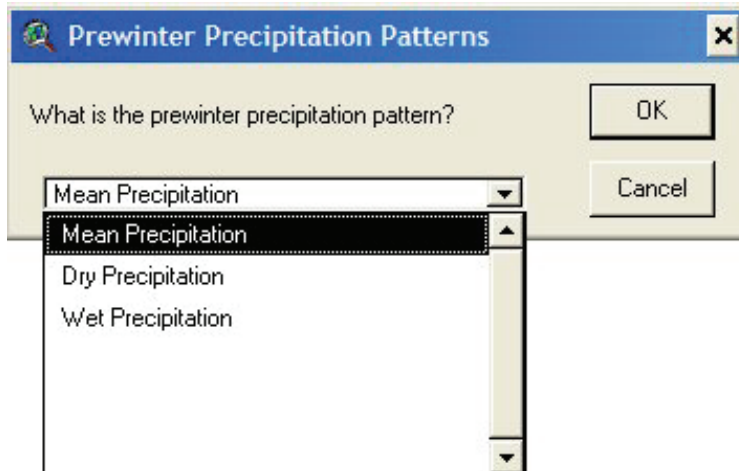 Prewinter Precipitation Patterns
What is the prewinter precipitation pattern?
OK
Cancel
Mean Precipitation
Mean Precipitation
Dry Precipitation
Wet Precipitation